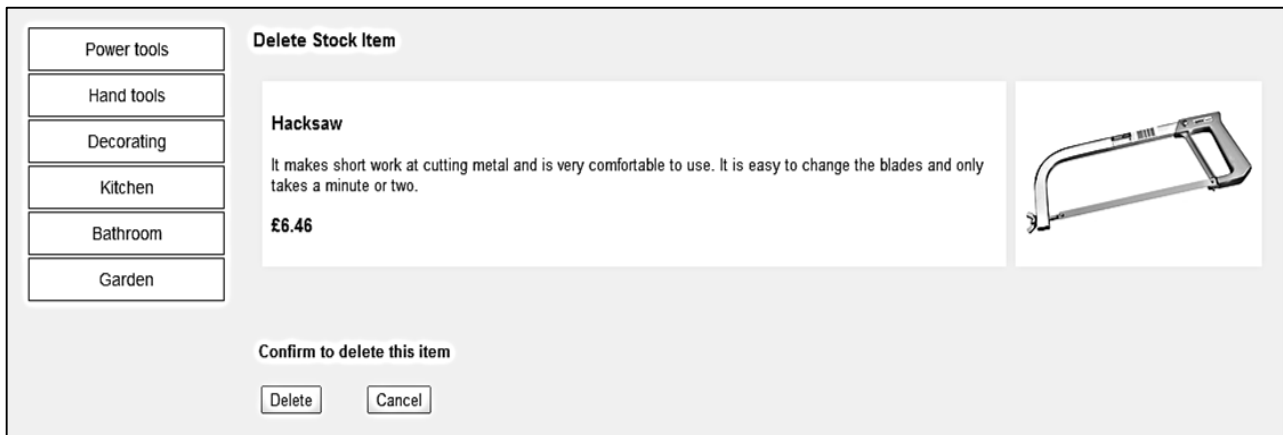 Power tools
Hand tools
Decorating
Kitchen
Bathroom
Garden
Delete Stock Item
Hacksaw
It makes short work at cutting metal and is very comfortable to use. It is easy to change the blades and only
takes a minute or two.
£6.46
Confirm to delete this item
Delete
Cancel